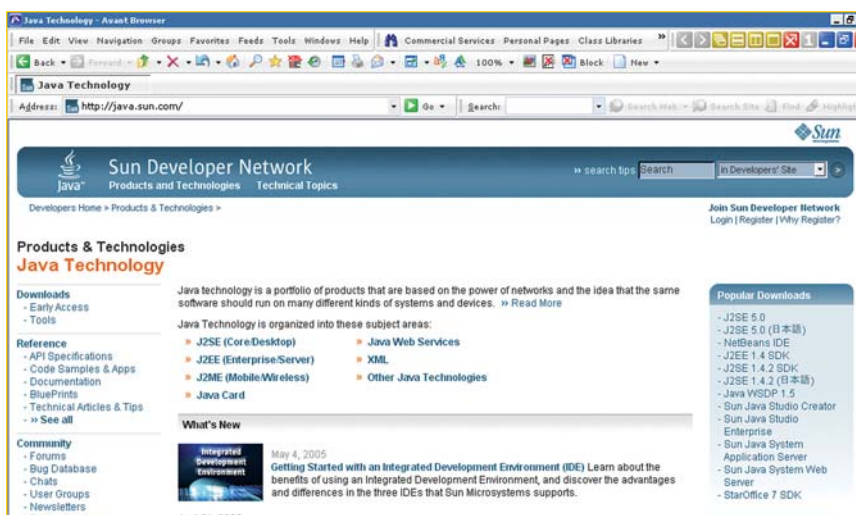 Java Technology - Avant Browser
File Edit View Navigation Groups Favorites Feeds Tools Windows Help Commercial Services Personal Pages Class Libraries »
Back Forward 100% Block New
Java Technology
Address: http://java.sun.com/ Go Search: Search Web Search Site Find Highlight
Sun
Java
Sun Developer Network
» search tips Search in Developers' Site
Products and Technologies Technical Topics
Developers Home > Products & Technologies >
Join Sun Developer Network
Login | Register | Why Register?
Products & Technologies
Java Technology
Downloads
- Early Access
- Tools
Reference
- API Specifications
- Code Samples & Apps
- Documentation
- BluePrints
- Technical Articles & Tips
- » See all
Community
- Forums
- Bug Database
- Chats
- User Groups
- Newsletters
Java technology is a portfolio of products that are based on the power of networks and the idea that the same
software should run on many different kinds of systems and devices. » Read More
Java Technology is organized into these subject areas:
» J2SE (Core/Desktop)
» J2EE (Enterprise/Server)
» J2ME (Mobile/Wireless)
» Java Card
» Java Web Services
» XML
» Other Java Technologies
What's New
Integrated
Development
Environment
May 4, 2005
Getting Started with an Integrated Development Environment (IDE) Learn about the
benefits of using an Integrated Development Environment, and discover the advantages
and differences in the three IDEs that Sun Microsystems supports.
Popular Downloads
- J2SE 5.0
- J2SE 5.0 (日本語)
- NetBeans IDE
- J2EE 1.4 SDK
- J2SE 1.4.2 SDK
- J2SE 1.4.2 (日本語)
- Java WSDP 1.5
- Sun Java Studio Creator
- Sun Java Studio
Enterprise
- Sun Java System
Application Server
- Sun Java System Web
Server
- StarOffice 7 SDK